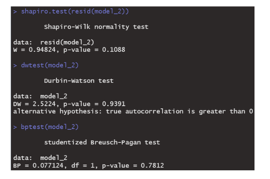 > shapiro.test(resid(model_2))
Shapiro-Wilk normality test
data: resid(model_2)
W = 0.94824, p-value = 0.1088
> dwtest(model_2)
Durbin-Watson test
data: model_2
DW = 2.5224, p-value = 0.9391
alternative hypothesis: true autocorrelation is greater than 0
> bptest(model_2)
studentized Breusch-Pagan test
data: model_2
BP = 0.077124, df = 1, p-value = 0.7812